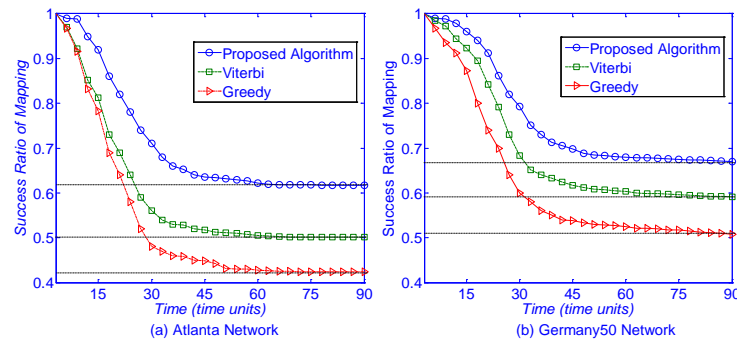 1
0.9
0.8
0.7
0.6
0.5
0.4
Success Ratio of Mapping
Proposed Algorithm
Viterbi
Greedy
15 30 45 60 75 90
Time (time units)
(a) Atlanta Network
1
0.9
0.8
0.7
0.6
0.5
0.4
Success Ratio of Mapping
Proposed Algorithm
Viterbi
Greedy
15 30 45 60 75 90
Time (time units)
(b) Germany50 Network